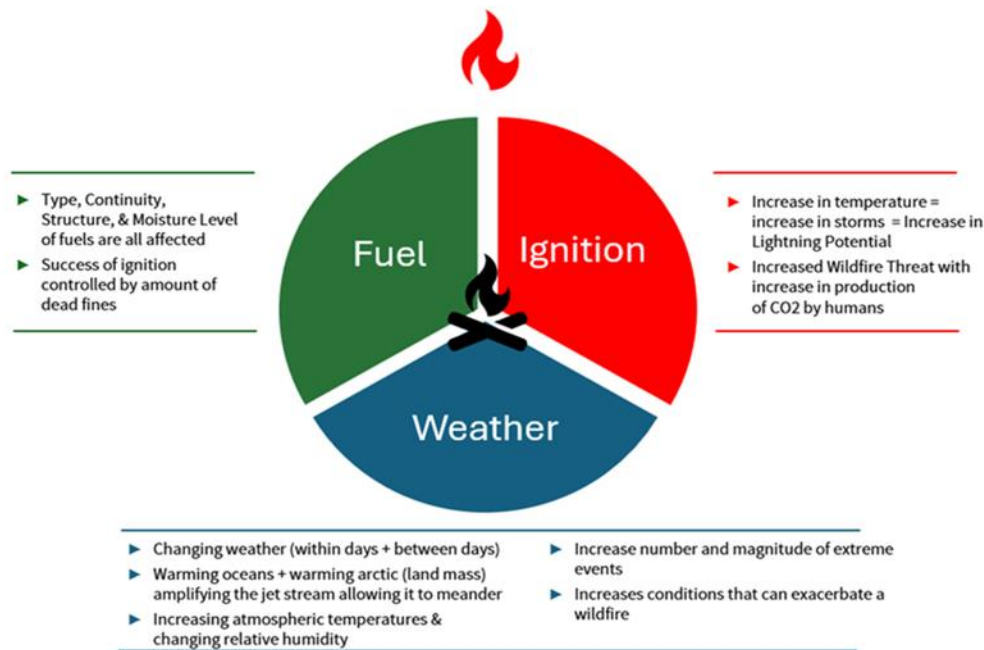 Type, Continuity,
Structure, & Moisture Level
of fuels are all affected
Success of ignition
controlled by amount of
dead fines
Fuel
Ignition
Weather
Increase in temperature =
increase in storms = Increase in
Lightning Potential
Increased Wildfire Threat with
increase in production
of CO2 by humans
Changing weather (within days + between days)
Warming oceans + warming arctic (land mass)
amplifying the jet stream allowing it to meander
Increasing atmospheric temperatures &
changing relative humidity
Increase number and magnitude of extreme
events
Increases conditions that can exacerbate a
wildfire